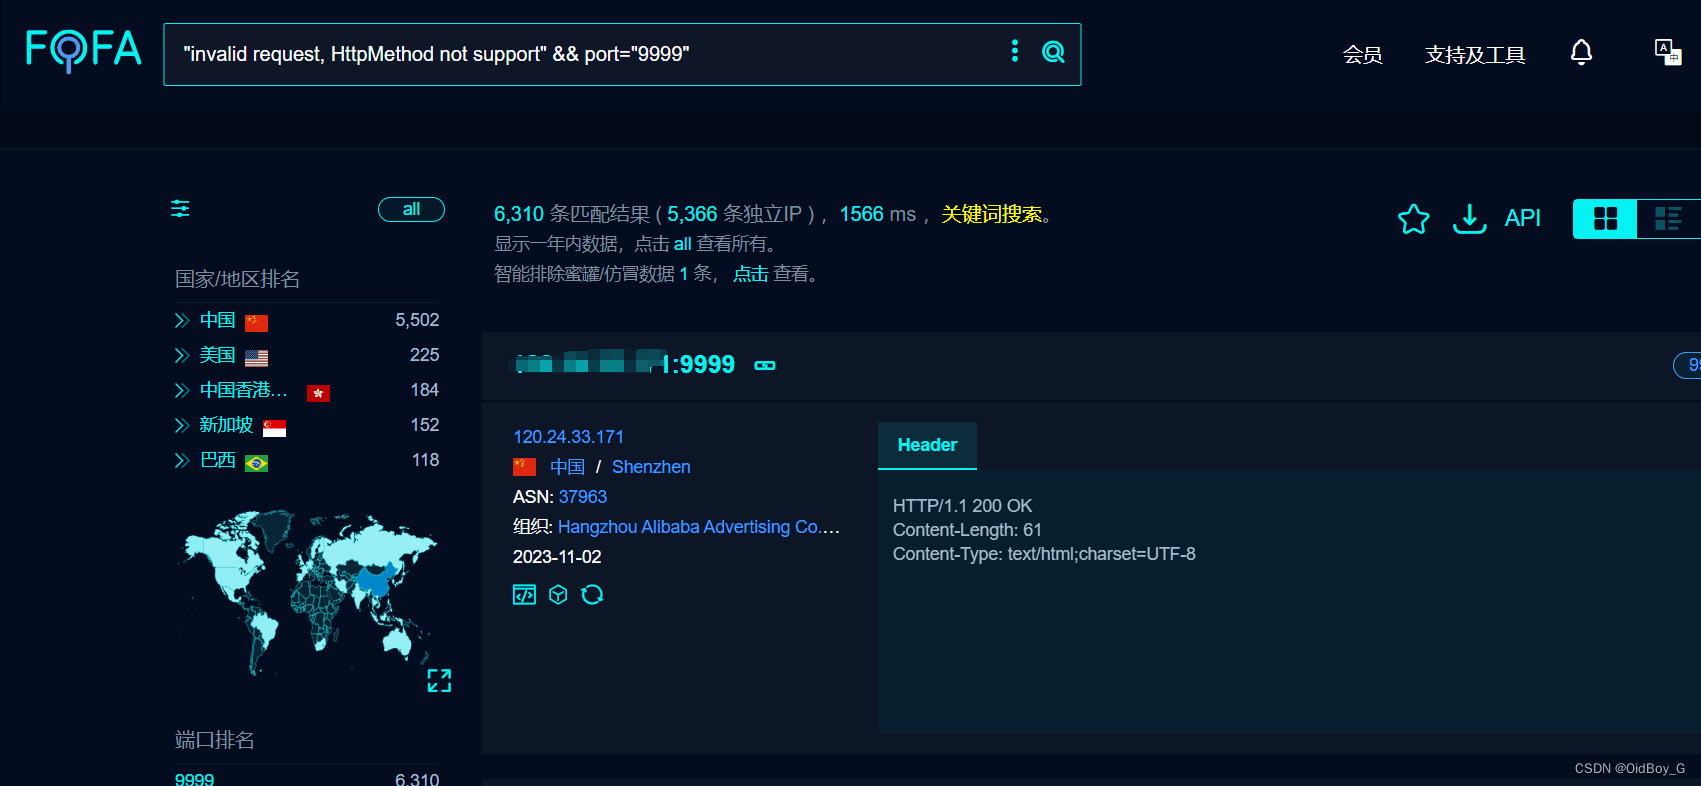 FOFA
"invalid request, HttpMethod not support" && port="9999"
会员
支持及工具
all
6,310 条匹配结果 ( 5,366 条独立IP ) ，1566 ms ，关键词搜索。
显示一年内数据，点击 all 查看所有。
智能排除蜜罐/仿冒数据 1 条， 点击 查看。
API
国家/地区排名
中国 5,502
美国 225
中国香港... 184
新加坡 152
巴西 118
端口排名
9999 6,310
1:9999
120.24.33.171
中国 / Shenzhen
ASN: 37963
组织: Hangzhou Alibaba Advertising Co....
2023-11-02
Header
HTTP/1.1 200 OK
Content-Length: 61
Content-Type: text/html;charset=UTF-8
CSDN @OidBoy_G